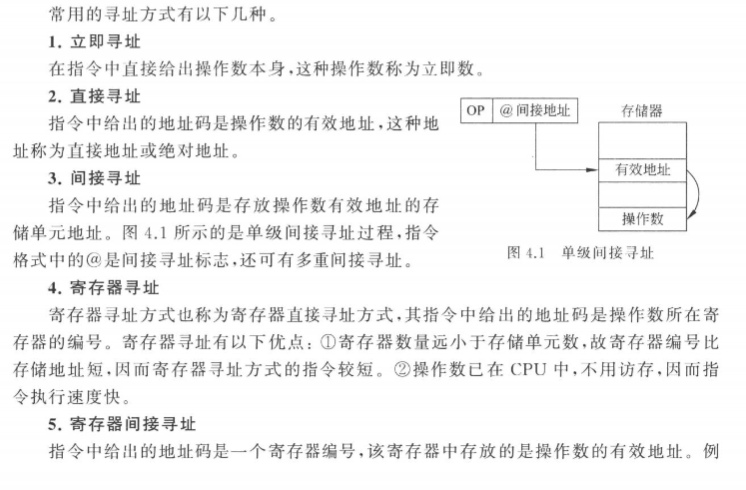 常用的寻址方式有以下几种。
1. 立即寻址
在指令中直接给出操作数本身,这种操作数称为立即数。
2. 直接寻址
指令中给出的地址码是操作数的有效地址,这种地
址称为直接地址或绝对地址。
3. 间接寻址
指令中给出的地址码是存放操作数有效地址的存
储单元地址。图 4.1 所示的是单级间接寻址过程,指令
格式中的@是间接寻址标志,还可有多重间接寻址。
OP @间接地址
存储器
有效地址
操作数
图 4.1 单级间接寻址
4. 寄存器寻址
寄存器寻址方式也称为寄存器直接寻址方式,其指令中给出的地址码是操作数所在寄
存器的编号。寄存器寻址有以下优点：①寄存器数量远小于存储单元数,故寄存器编号比
存储地址短,因而寄存器寻址方式的指令较短。②操作数已在 CPU 中,不用访存,因而指
令执行速度快。
5. 寄存器间接寻址
指令中给出的地址码是一个寄存器编号,该寄存器中存放的是操作数的有效地址。例